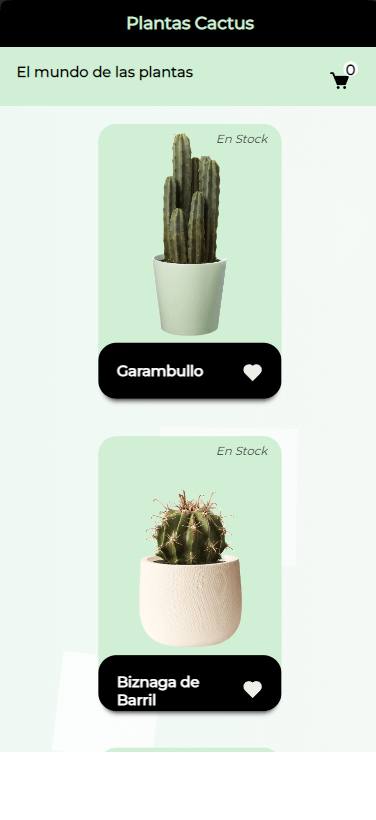 Plantas Cactus
El mundo de las plantas
0
En Stock
Garambullo
En Stock
Biznaga de
Barril